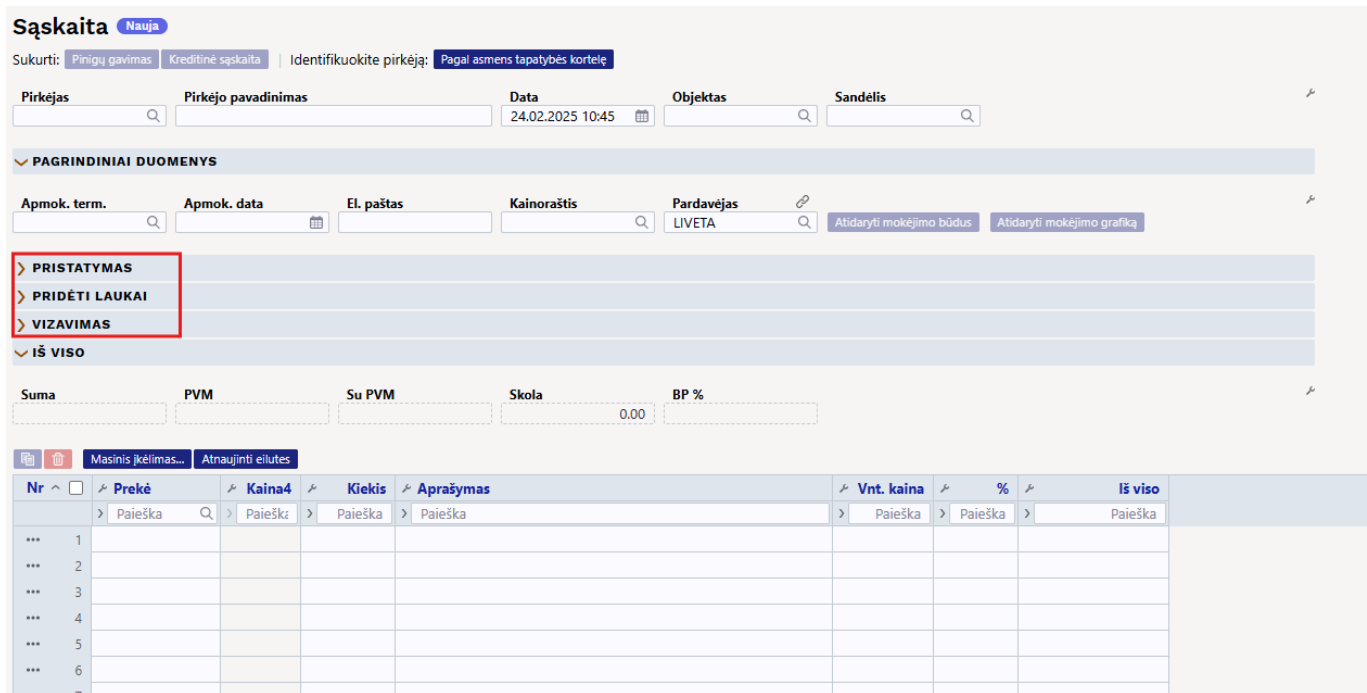 Sąskaita Nauja
Sukurti: Pinigų gavimas Kreditinė sąskaita | Identifikuokite pirkėją: Pagal asmens tapatybės kortelę
Pirkėjas Pirkėjo pavadinimas Data Objektas Sandėlis
24.02.2025 10:45
PAGRINDINIAI DUOMENYS
Apmok. term. Apmok. data El. paštas Kainoraštis Pardavėjas
LIVETA Atidaryti mokėjimo būdus Atidaryti mokėjimo grafiką
PRISTATYMAS
PRIDĖTI LAUKAI
VIZAVIMAS
IŠ VISO
Suma PVM Su PVM Skola BP %
0.00
Masinis įkėlimas... Atnaujinti eilutes
Nr Prekė Kaina4 Kiekis Aprašymas Vnt. kaina % Iš viso
Paieška Paieška Paieška Paieška Paieška Paieška Paieška
1
2
3
4
5
6